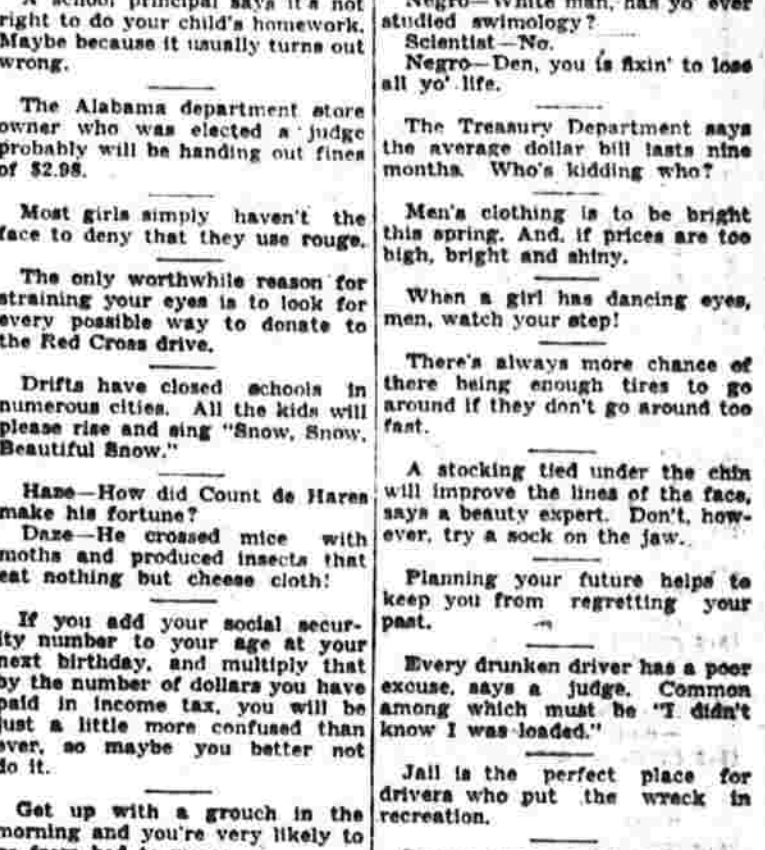 A school principal says it's not
right to do your child's homework.
Maybe because it usually turns out
wrong.
The Alabama department store
owner who was elected a judge
probably will be handing out fines
of $2.98.
Most girls simply haven't the
face to deny that they use rouge.
The only worthwhile reason for
straining your eyes is to look for
every possible way to donate to
the Red Cross drive.
Drifts have closed schools in
numerous cities. All the kids will
please rise and sing "Snow, Snow,
Beautiful Snow."
Haze—How did Count de Hares
make his fortune?
Daze—He crossed mice with
moths and produced insects that
eat nothing but cheese cloth!
If you add your social secur-
ity number to your age at your
next birthday, and multiply that
by the number of dollars you have
paid in income tax, you will be
just a little more confused than
ever, so maybe you better not
do it.
Get up with a grouch in the
morning and you're very likely to
Negro—White man, has yo' ever
studied swimology?
Scientist—No.
Negro—Den, you is fixin' to lose
all yo' life.
The Treasury Department says
the average dollar bill lasts nine
months. Who's kidding who?
Men's clothing is to be bright
this spring. And, if prices are too
high, bright and shiny.
When a girl has dancing eyes,
men, watch your step!
There's always more chance of
there being enough tires to go
around if they don't go around too
fast.
A stocking tied under the chin
will improve the lines of the face,
says a beauty expert. Don't, how-
ever, try a sock on the jaw.
Planning your future helps to
keep you from regretting your
past.
Every drunken driver has a poor
excuse, says a judge. Common
among which must be "I didn't
know I was loaded."
Jail is the perfect place for
drivers who put the wreck in
recreation.